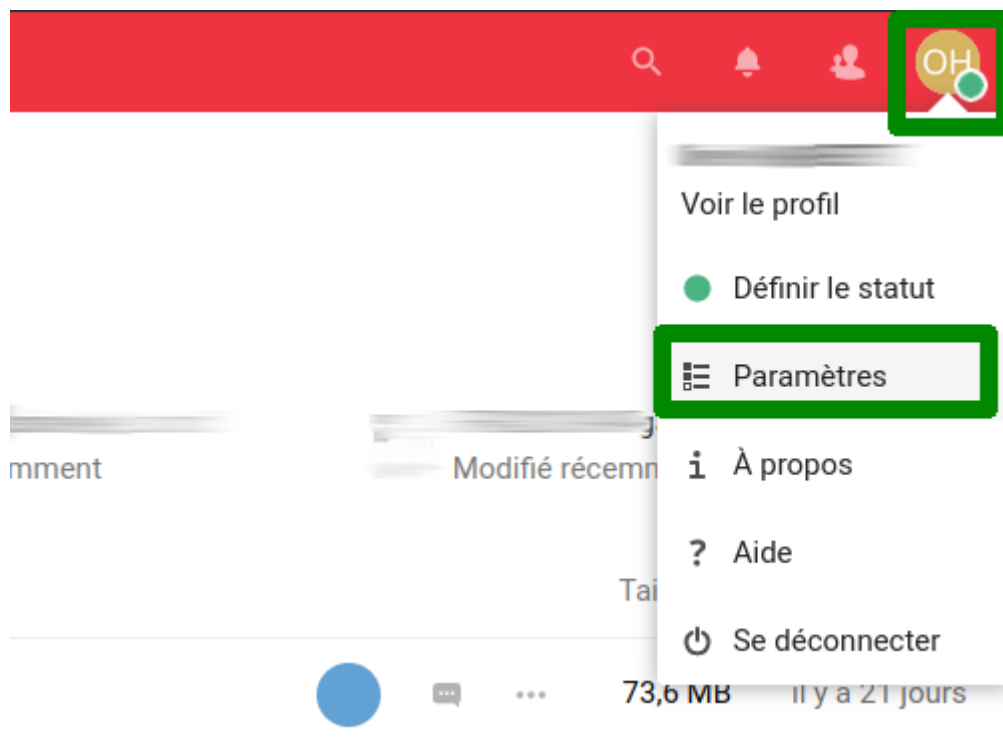 OH
Voir le profil
Définir le statut
Paramètres
mment
Modifié récemm
À propos
Aide
Tai
Se déconnecter
73,6 MB
il y a 21 jours